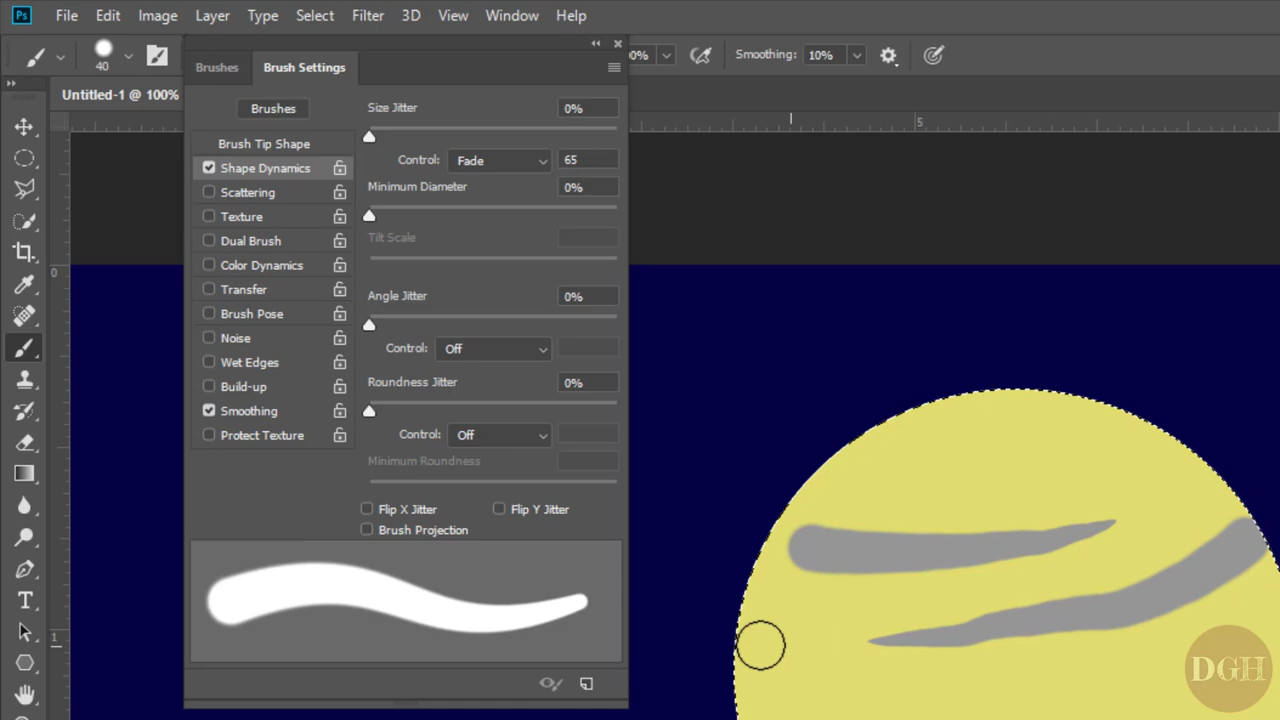 Ps File Edit Image Layer Type Select Filter 3D View Window Help
40 0% Smoothing: 10%
Brushes Brush Settings
Untitled-1 @ 100%
Brushes
Size Jitter 0%
5
Brush Tip Shape
Control: Fade 65
Shape Dynamics
Minimum Diameter 0%
Scattering
Texture
Tilt Scale
Dual Brush
Color Dynamics
0
Transfer
Angle Jitter 0%
Brush Pose
Noise
Control: Off
Wet Edges
Build-up
Roundness Jitter 0%
Smoothing
Protect Texture
Control: Off
Minimum Roundness
Flip X Jitter Flip Y Jitter
Brush Projection
1
DGH